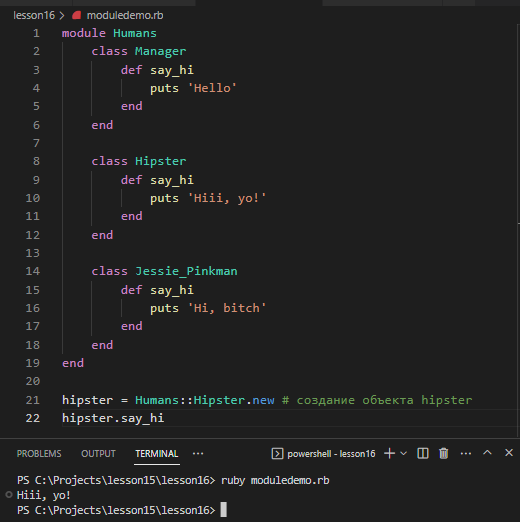 lesson16 > moduledemo.rb
1 module Humans
2     class Manager
3         def say_hi
4             puts 'Hello'
5         end
6     end
7
8     class Hipster
9         def say_hi
10             puts 'Hiii, yo!'
11         end
12     end
13
14     class Jessie_Pinkman
15         def say_hi
16             puts 'Hi, bitch'
17         end
18     end
19 end
20
21 hipster = Humans::Hipster.new # создание объекта hipster
22 hipster.say_hi
PROBLEMS OUTPUT TERMINAL ··· powershell - lesson16
PS C:\Projects\lesson15\lesson16> ruby moduledemo.rb
Hiii, yo!
PS C:\Projects\lesson15\lesson16>